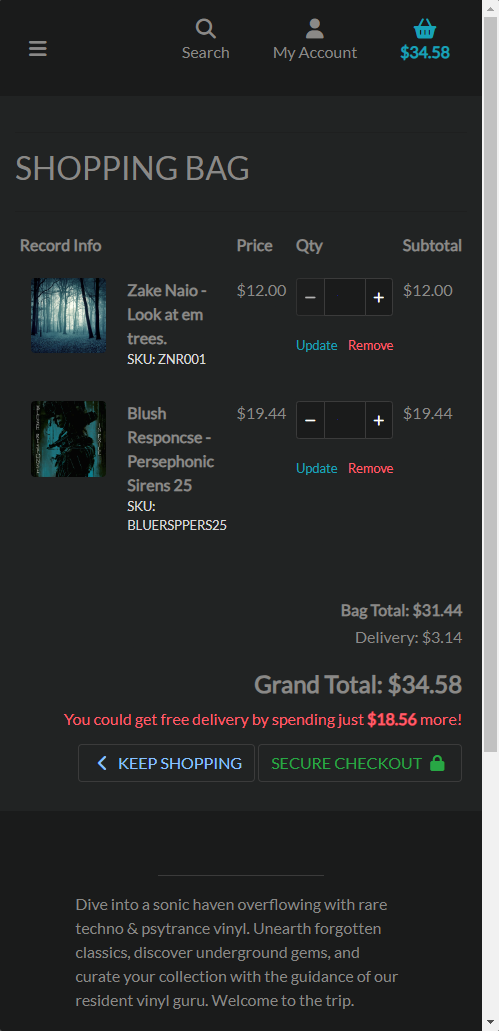 Search My Account $34.58
SHOPPING BAG
Record Info Price Qty Subtotal
Zake Naio - $12.00 − + $12.00
Look at em
trees. Update Remove
SKU: ZNR001
Blush $19.44 − + $19.44
Responcse -
Persephonic Update Remove
Sirens 25
SKU:
BLUERSPPERS25
Bag Total: $31.44
Delivery: $3.14
Grand Total: $34.58
You could get free delivery by spending just $18.56 more!
KEEP SHOPPING SECURE CHECKOUT
Dive into a sonic haven overflowing with rare
techno & psytrance vinyl. Unearth forgotten
classics, discover underground gems, and
curate your collection with the guidance of our
resident vinyl guru. Welcome to the trip.